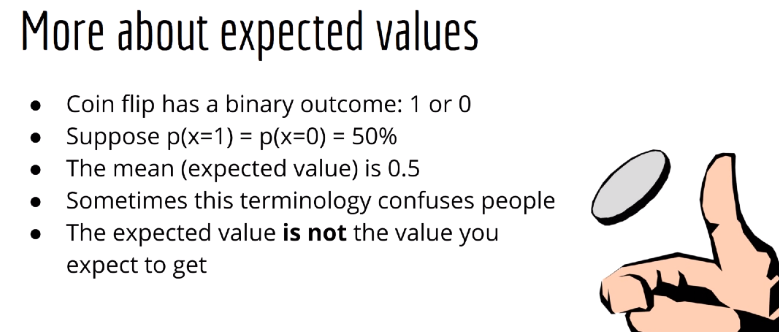 More about expected values
● Coin flip has a binary outcome: 1 or 0
● Suppose p(x=1) = p(x=0) = 50%
● The mean (expected value) is 0.5
● Sometimes this terminology confuses people
● The expected value is not the value you
expect to get